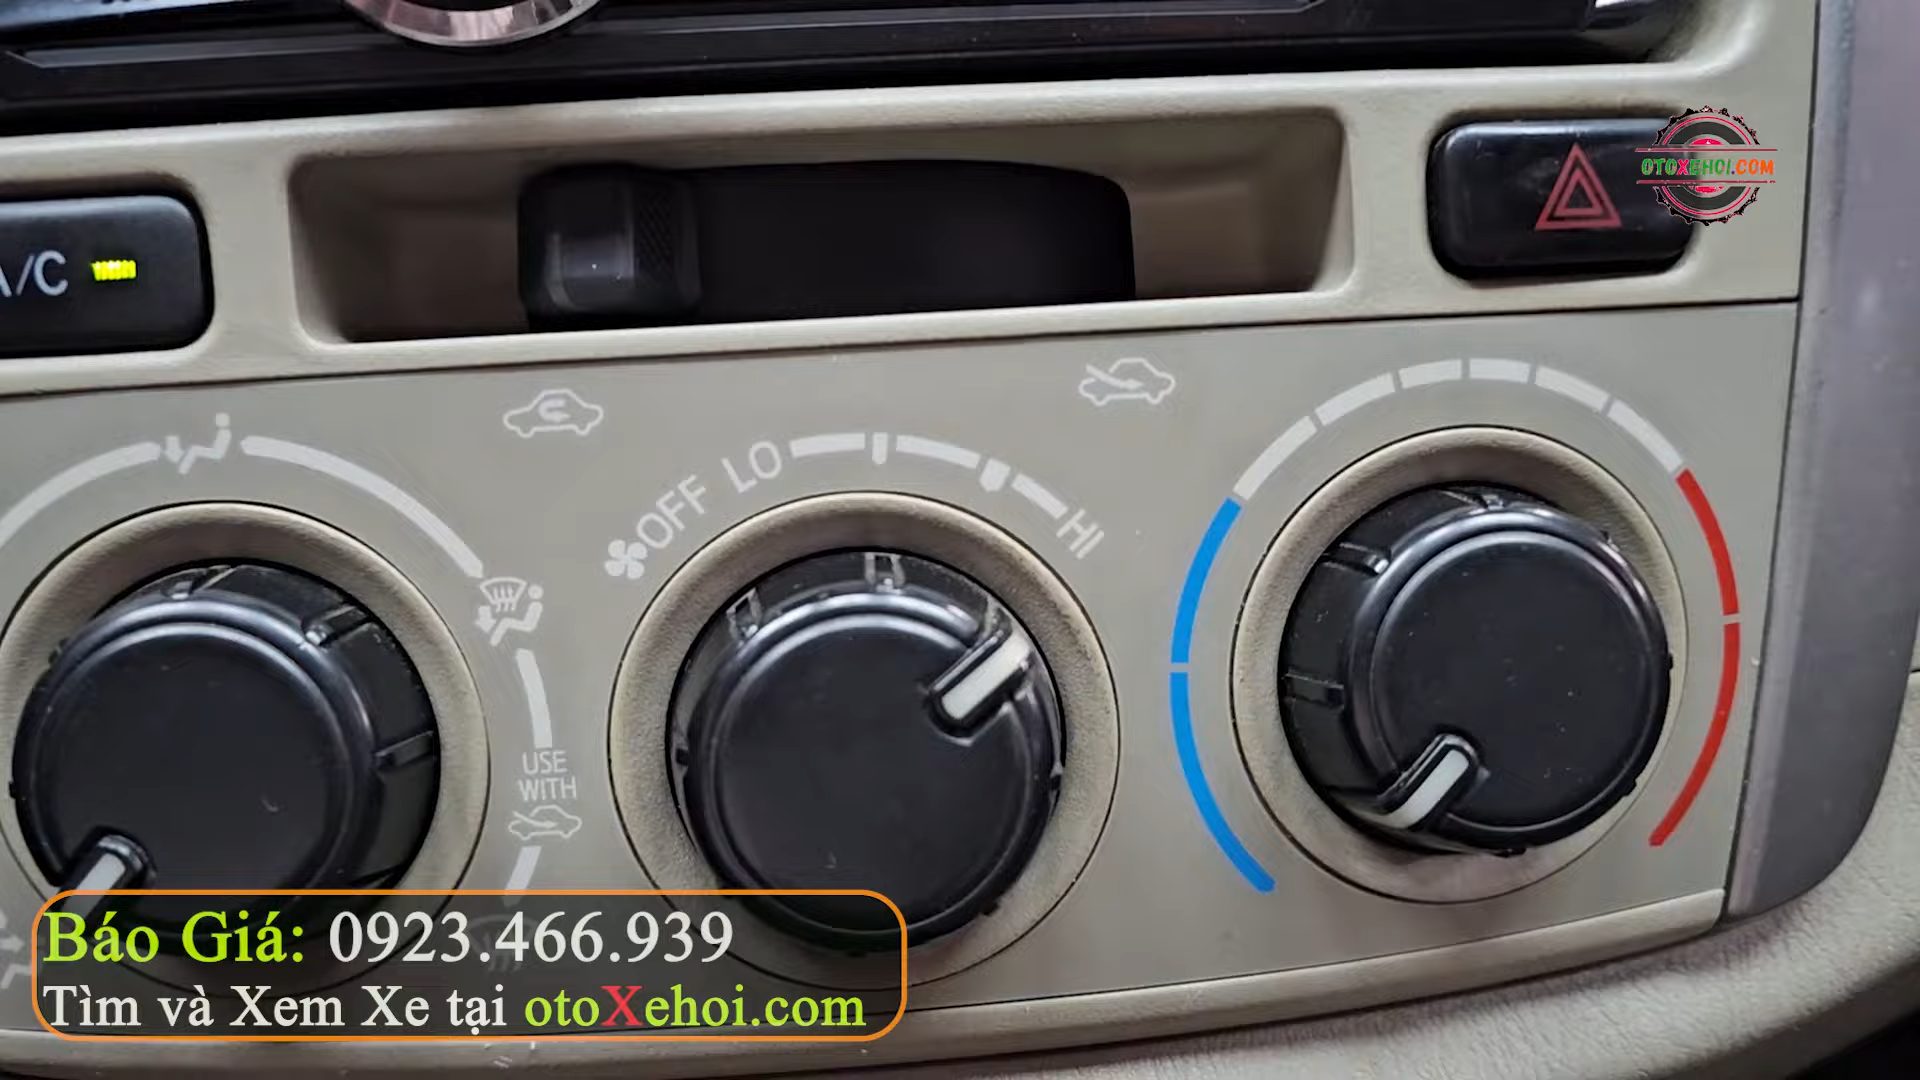 OTOXEHOI.COM
A/C
OFF LO HI
USE
WITH
Báo Giá: 0923.466.939
Tìm và Xem Xe tại otoXehoi.com